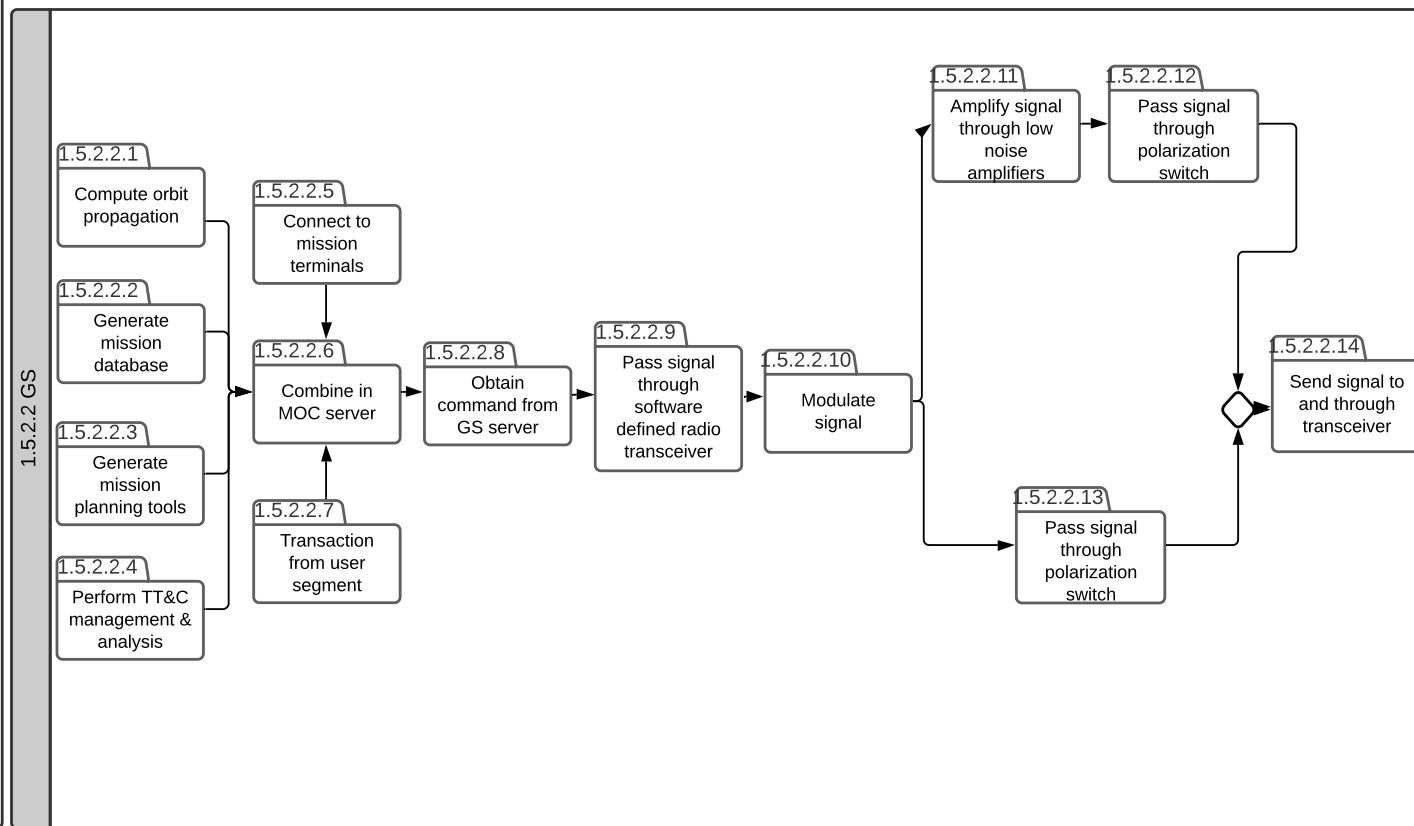 1.5.2.2 GS
1.5.2.2.1
Compute orbit
propagation
1.5.2.2.2
Generate
mission
database
1.5.2.2.3
Generate
mission
planning tools
1.5.2.2.4
Perform TT&C
management &
analysis
1.5.2.2.5
Connect to
mission
terminals
1.5.2.2.6
Combine in
MOC server
1.5.2.2.7
Transaction
from user
segment
1.5.2.2.8
Obtain
command from
GS server
1.5.2.2.9
Pass signal
through
software
defined radio
transceiver
1.5.2.2.10
Modulate
signal
1.5.2.2.11
Amplify signal
through low
noise
amplifiers
1.5.2.2.12
Pass signal
through
polarization
switch
1.5.2.2.13
Pass signal
through
polarization
switch
1.5.2.2.14
Send signal to
and through
transceiver